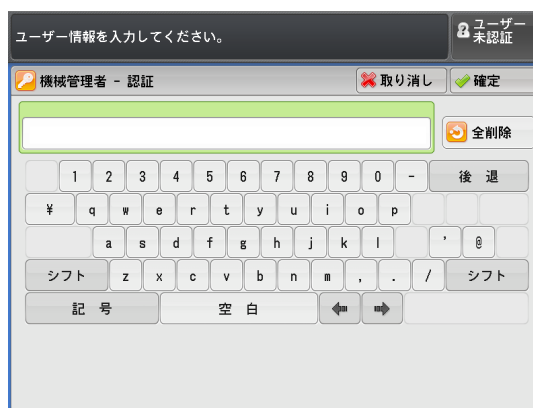 ユーザー情報を入力してください。
ユーザー
未認証
機械管理者 - 認証
取り消し
確定
全削除
1 2 3 4 5 6 7 8 9 0 - 後 退
¥ q w e r t y u i o p
a s d f g h j k l ' @
シフト z x c v b n m , . / シフト
記 号 空 白